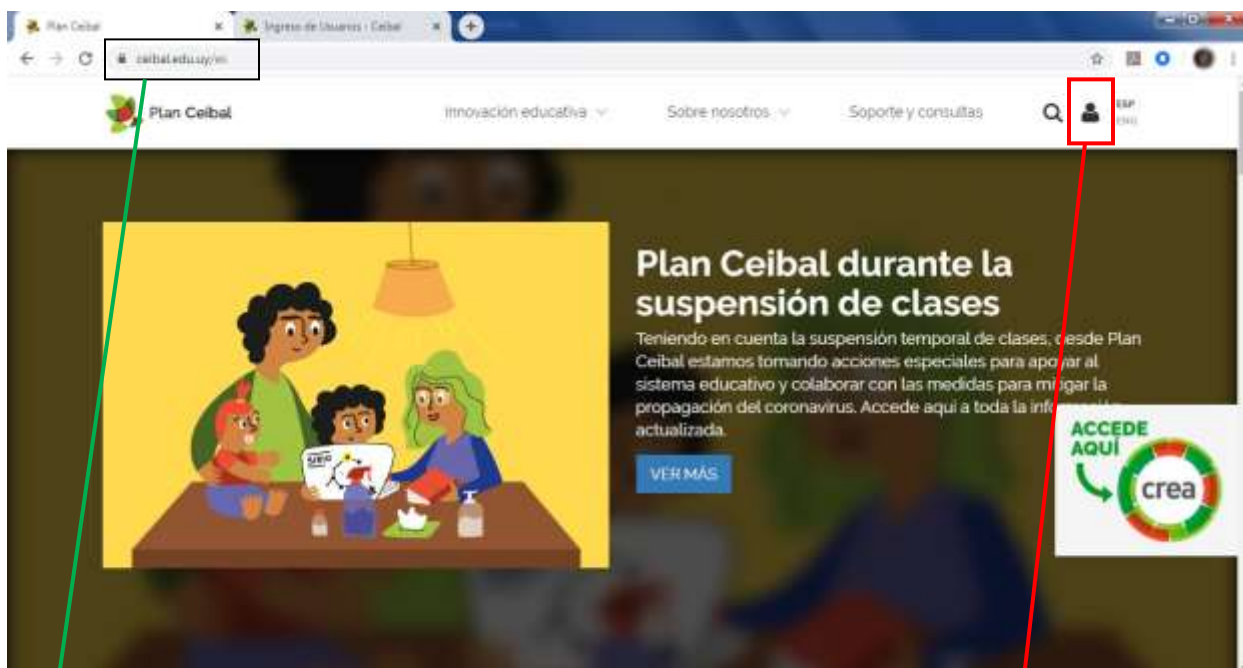 Plan Ceibal
Ingreso de Usuarios - Ceibal
ceibal.edu.uy/es
Plan Ceibal
Innovación educativa
Sobre nosotros
Soporte y consultas
ESP
ENG
Plan Ceibal durante la
suspensión de clases
Teniendo en cuenta la suspensión temporal de clases, desde Plan
Ceibal estamos tomando acciones especiales para apoyar al
sistema educativo y colaborar con las medidas para mitigar la
propagación del coronavirus. Accede aquí a toda la información
actualizada.
VER MÁS
ACCEDE
AQUÍ
crea